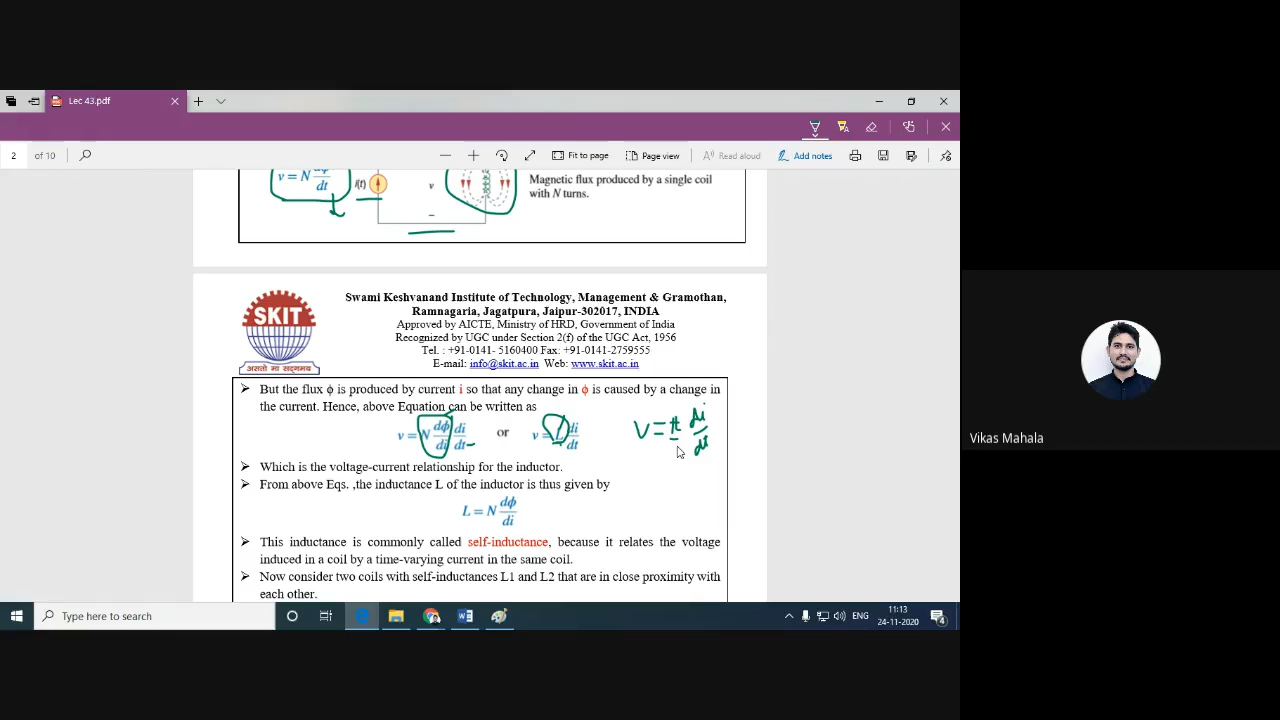 Lec 43.pdf
2 of 10
Fit to page
Page view
Read aloud
Add notes
v = N dϕ/dt
i(t)
v
−
Magnetic flux produced by a single coil
with N turns.
SKIT
असतो मा सद्गमय
Swami Keshvanand Institute of Technology, Management & Gramothan,
Ramnagaria, Jagatpura, Jaipur-302017, INDIA
Approved by AICTE, Ministry of HRD, Government of India
Recognized by UGC under Section 2(f) of the UGC Act, 1956
Tel. : +91-0141- 5160400 Fax: +91-0141-2759555
E-mail: info@skit.ac.in Web: www.skit.ac.in
But the flux ϕ is produced by current i so that any change in ϕ is caused by a change in
the current. Hence, above Equation can be written as
v = N dϕ/di di/dt or v = L di/dt
V = di/dt
Which is the voltage-current relationship for the inductor.
From above Eqs. ,the inductance L of the inductor is thus given by
L = N dϕ/di
This inductance is commonly called self-inductance, because it relates the voltage
induced in a coil by a time-varying current in the same coil.
Now consider two coils with self-inductances L1 and L2 that are in close proximity with
each other.
Vikas Mahala
Type here to search
ENG
11:13
24-11-2020
4